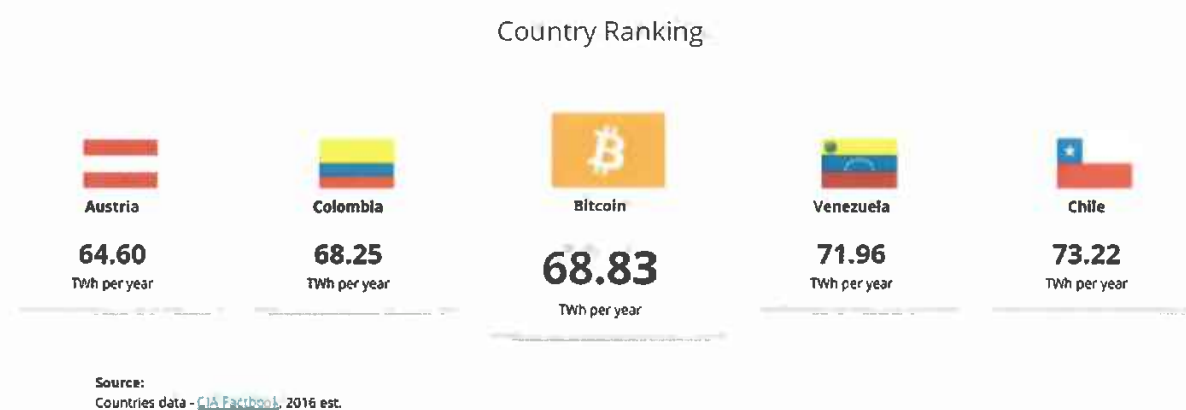 Country Ranking
Austria
64.60
TWh per year
Colombia
68.25
TWh per year
Bitcoin
68.83
TWh per year
Venezuela
71.96
TWh per year
Chile
73.22
TWh per year
Source:
Countries data - CIA Factbook, 2016 est.